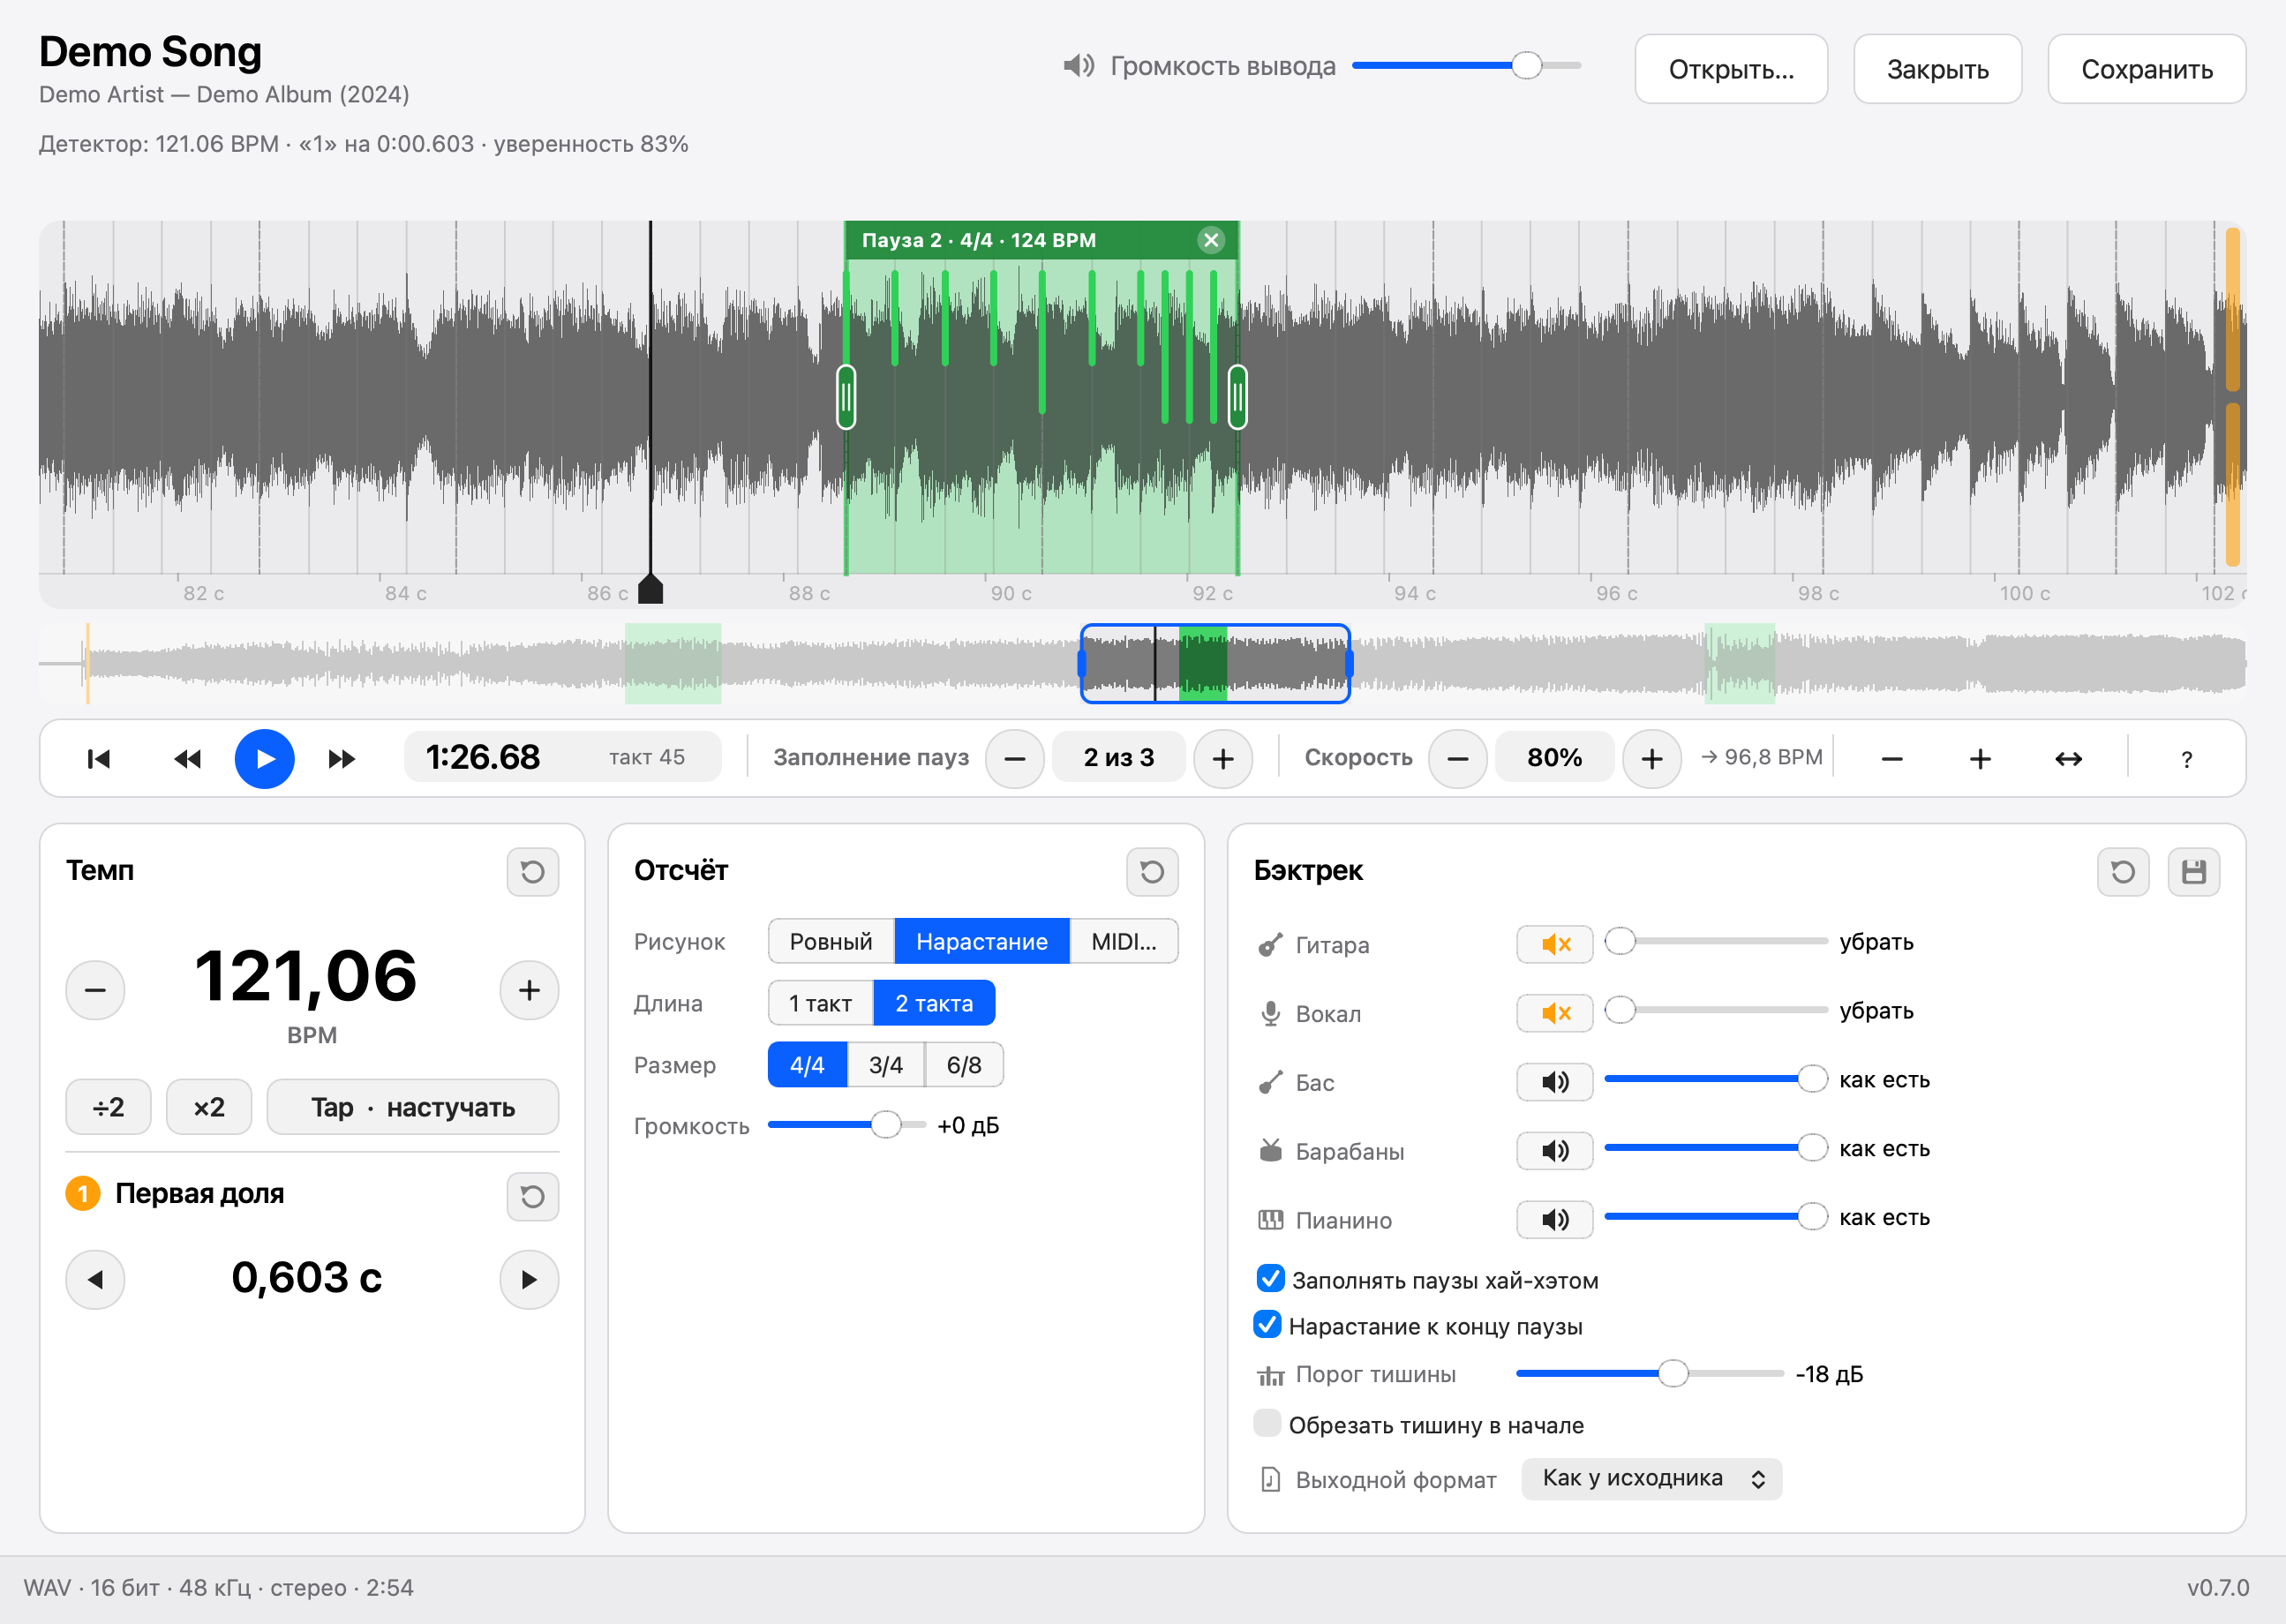 Demo Song
Demo Artist — Demo Album (2024)
Детектор: 121.06 BPM · «1» на 0:00.603 · уверенность 83%
Громкость вывода
Открыть...
Закрыть
Сохранить
Пауза 2 · 4/4 · 124 BPM
82 с 84 с 86 с 88 с 90 с 92 с 94 с 96 с 98 с 100 с 102 с
1:26.68 такт 45 Заполнение пауз − 2 из 3 + Скорость − 80% + → 96,8 BPM − + ↔ ?
Темп
− 121,06 +
BPM
÷2 ×2 Tap · настучать
1 Первая доля
0,603 с
Отсчёт
Рисунок Ровный Нарастание MIDI...
Длина 1 такт 2 такта
Размер 4/4 3/4 6/8
Громкость +0 дБ
Бэктрек
Гитара убрать
Вокал убрать
Бас как есть
Барабаны как есть
Пианино как есть
Заполнять паузы хай-хэтом
Нарастание к концу паузы
Порог тишины -18 дБ
Обрезать тишину в начале
Выходной формат Как у исходника
WAV · 16 бит · 48 кГц · стерео · 2:54
v0.7.0